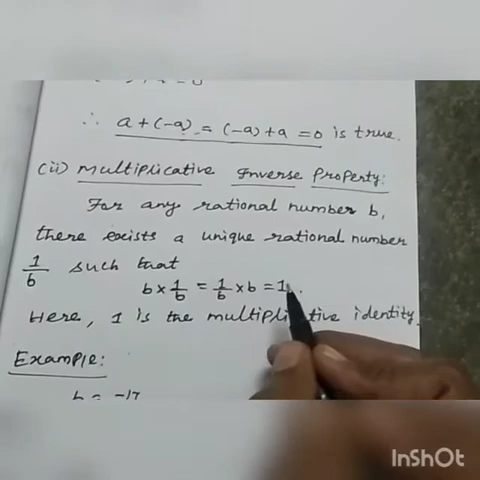 ∴ a + (-a) = (-a) + a = 0 is true.
(ii) Multiplicative Inverse Property:
For any rational number b,
there exists a unique rational number
1/b such that
b × 1/b = 1/b × b = 1.
Here, 1 is the multiplicative identity.
Example:
InShOt